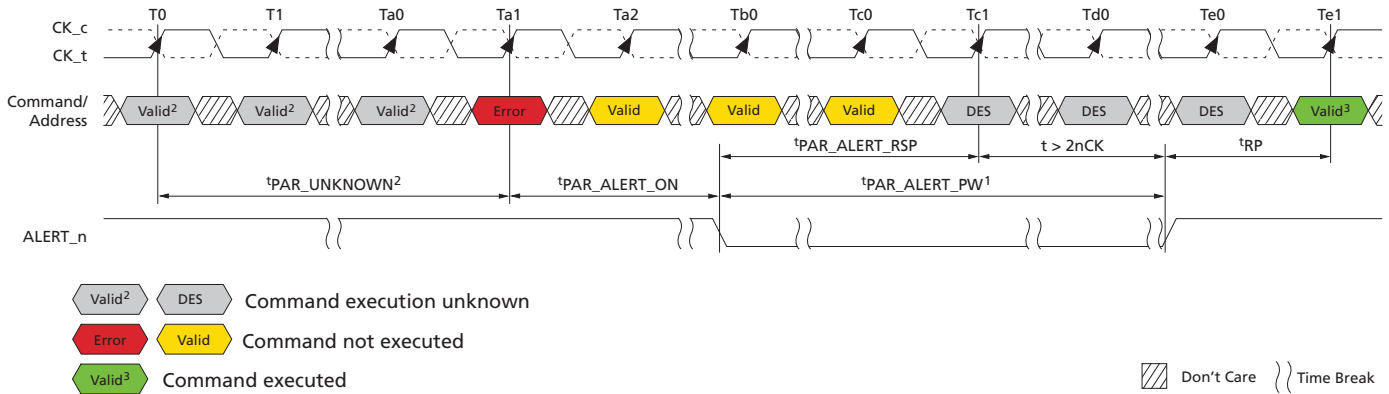 T0 T1 Ta0 Ta1 Ta2 Tb0 Tc0 Tc1 Td0 Te0 Te1
CK_c
CK_t
Command/
Address
Valid² Valid² Valid² Error Valid Valid Valid DES DES DES Valid³
tPAR_ALERT_RSP t > 2nCK tRP
tPAR_UNKNOWN² tPAR_ALERT_ON tPAR_ALERT_PW¹
ALERT_n
Valid² DES Command execution unknown
Error Valid Command not executed
Valid³ Command executed
Don't Care Time Break